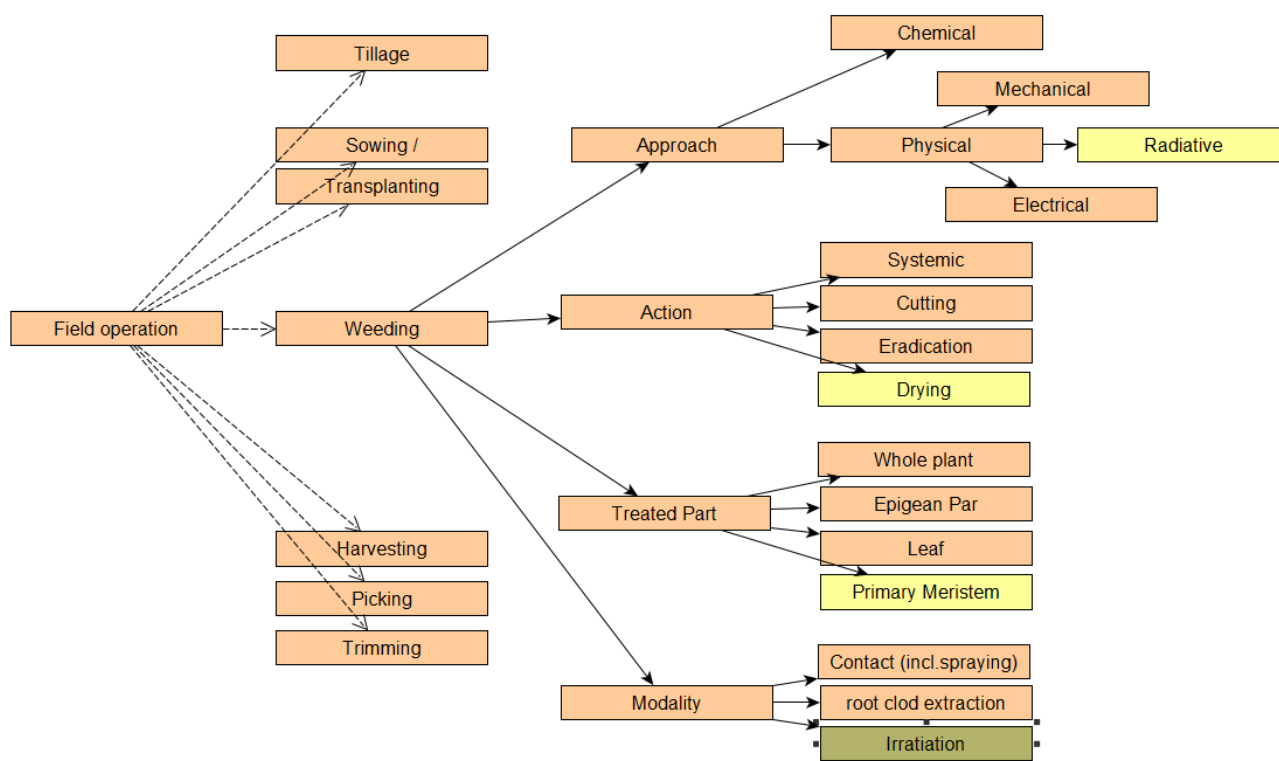 Field operation
Tillage
Sowing /
Transplanting
Weeding
Harvesting
Picking
Trimming
Approach
Chemical
Physical
Mechanical
Radiative
Electrical
Action
Systemic
Cutting
Eradication
Drying
Treated Part
Whole plant
Epigean Par
Leaf
Primary Meristem
Modality
Contact (incl.spraying)
root clod extraction
Irratiation